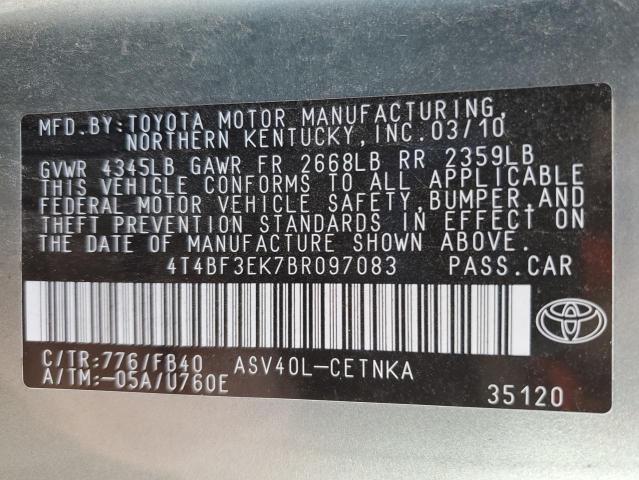 MFD.BY:TOYOTA MOTOR MANUFACTURING,
NORTHERN KENTUCKY,INC.03/10
GVWR 4345LB GAWR FR 2668LB RR 2359LB
THIS VEHICLE CONFORMS TO ALL APPLICABLE
FEDERAL MOTOR VEHICLE SAFETY,BUMPER,AND
THEFT PREVENTION STANDARDS IN EFFECT ON
THE DATE OF MANUFACTURE SHOWN ABOVE.
4T4BF3EK7BR097083 PASS.CAR
C/TR:776/FB40 ASV40L-CETNKA
A/TM:-05A/U760E
35120